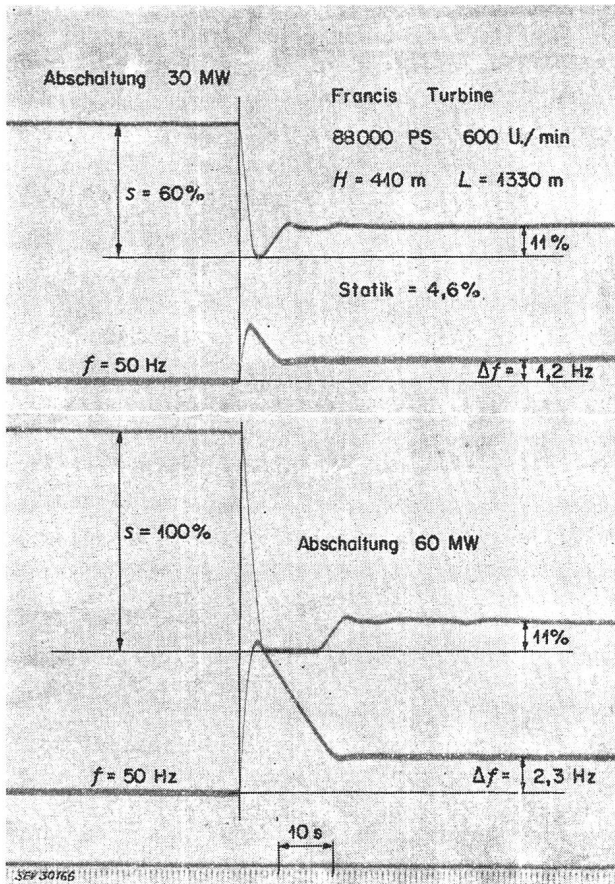 Abschaltung 30 MW
Francis Turbine
88000 PS 600 U./min
H = 410 m L = 1330 m
s = 60%
11%
Statik = 4,6%
f = 50 Hz
Δf = 1,2 Hz
s = 100%
Abschaltung 60 MW
11%
f = 50 Hz
Δf = 2,3 Hz
10 s
SEV 30166